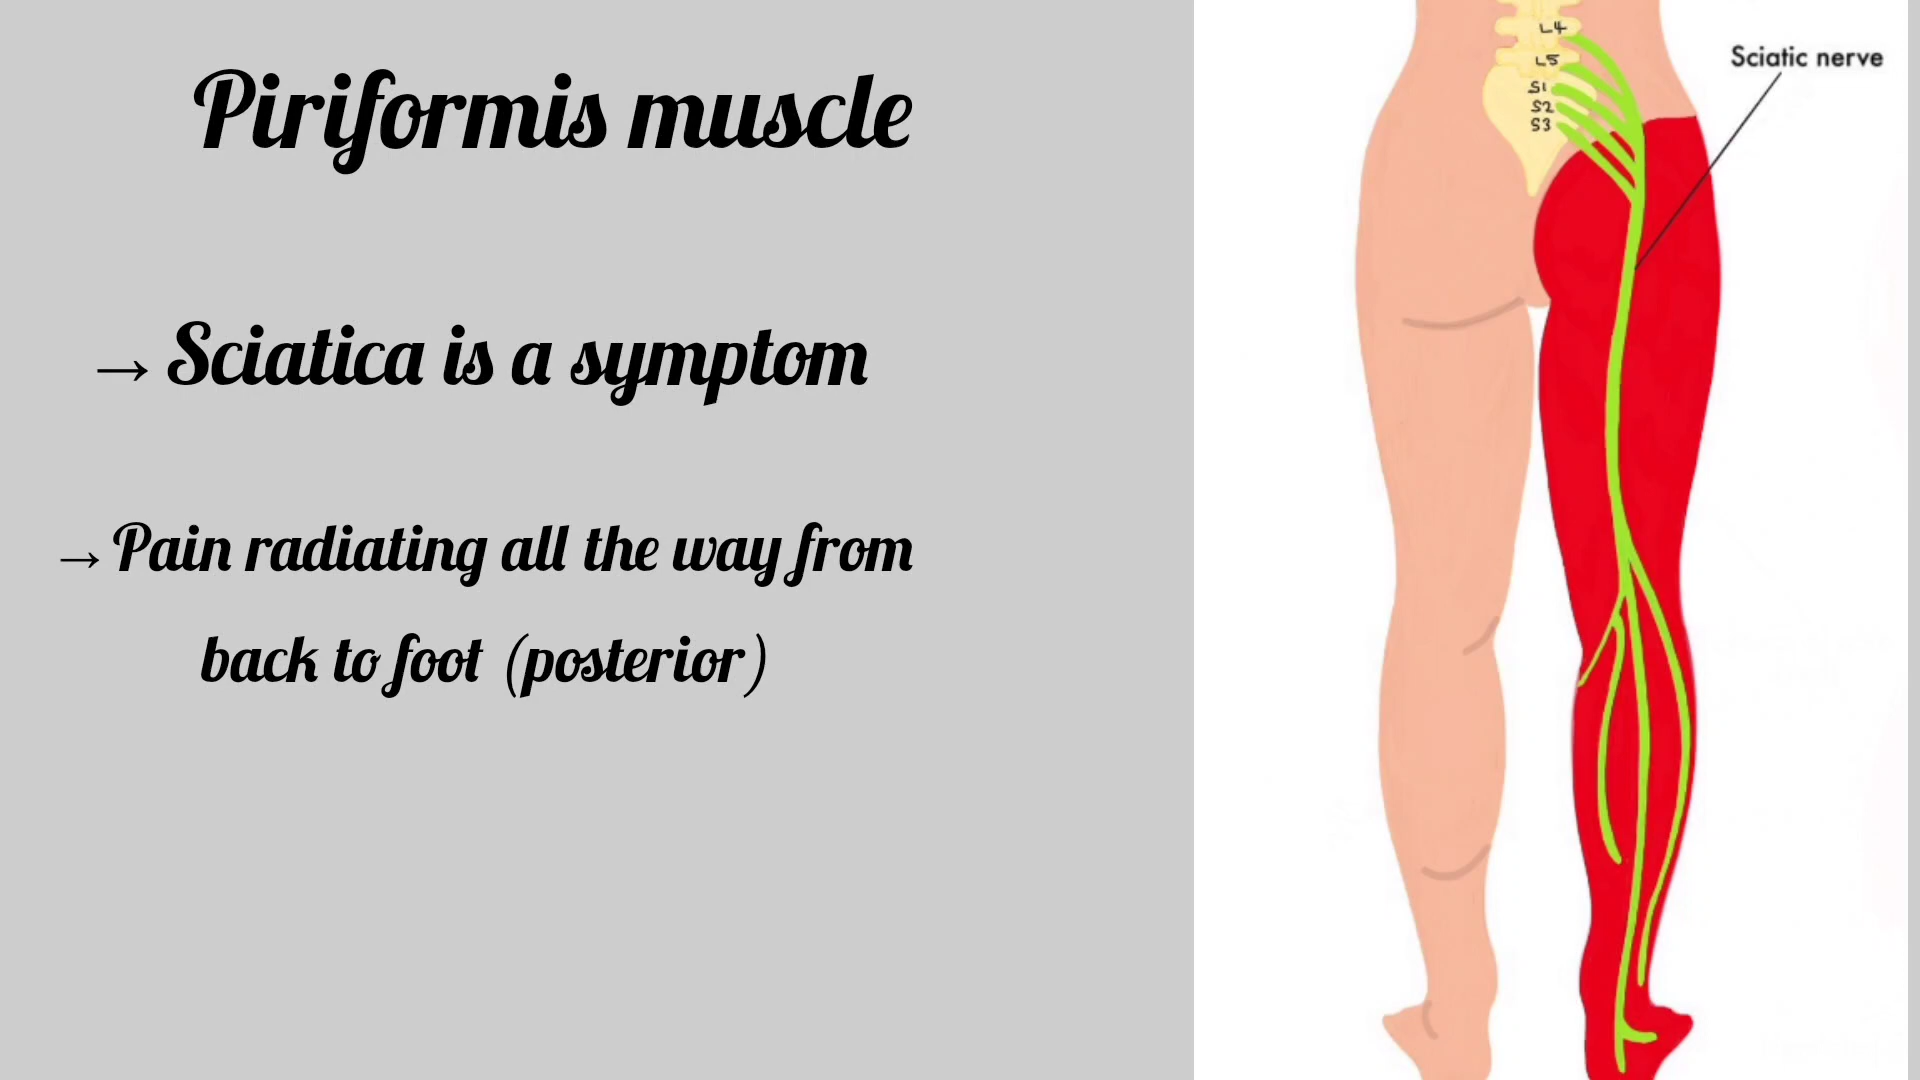 Piriformis muscle
→ Sciatica is a symptom
→ Pain radiating all the way from
back to foot (posterior)
L4
L5
S1
S2
S3
Sciatic nerve